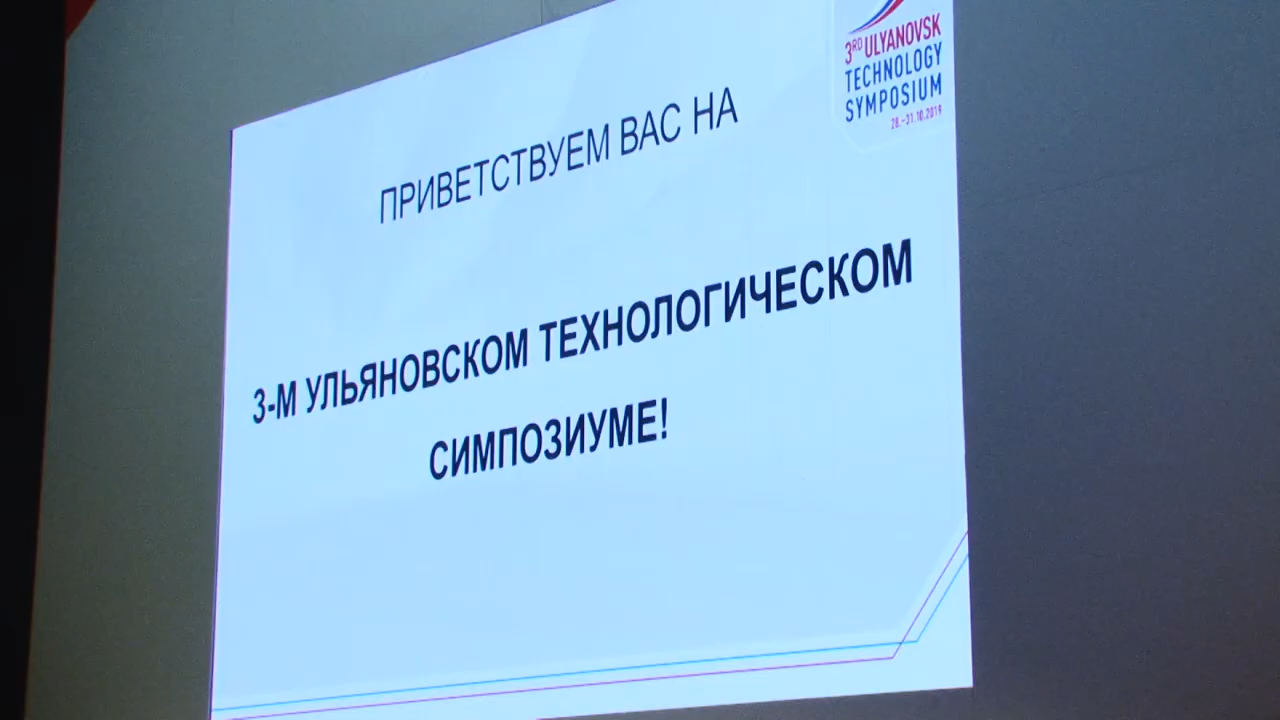 3RD ULYANOVSK
TECHNOLOGY
SYMPOSIUM
28.–31.10.2019
ПРИВЕТСТВУЕМ ВАС НА
3-М УЛЬЯНОВСКОМ ТЕХНОЛОГИЧЕСКОМ
СИМПОЗИУМЕ!